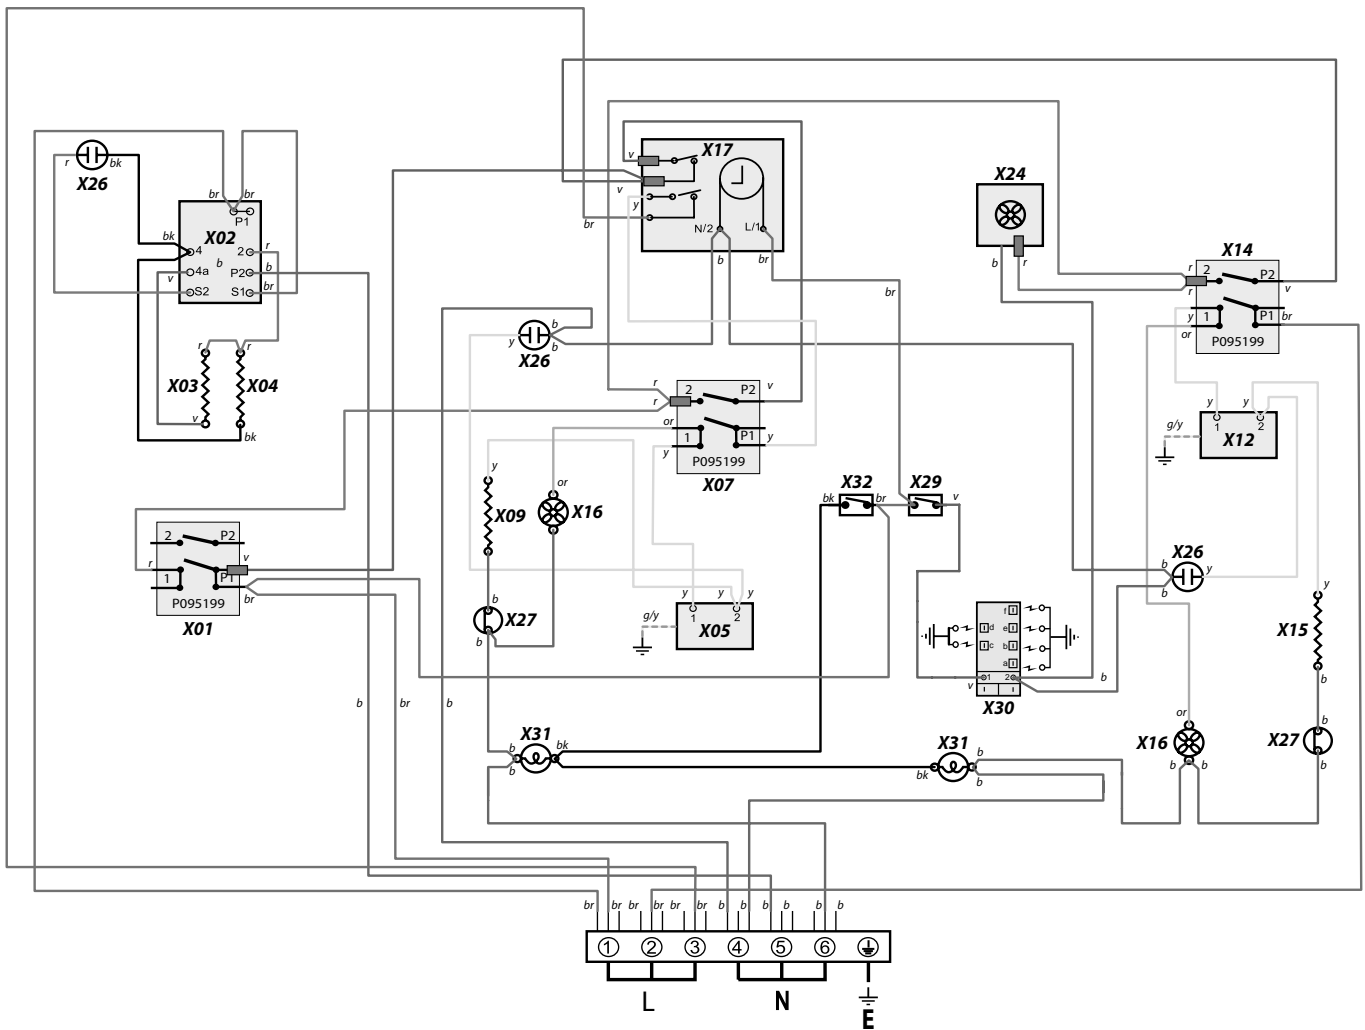 X26
r
bk
br
br
P1
X02
bk
4
2
r
v
4a
b
P2
b
S2
S1
br
r
r
X03
X04
v
bk
v
X17
v
y
br
N/2
L/1
b
br
br
X24
b
r
X14
r
2
P2
r
v
y
1
P1
br
or
P095199
b
y
X26
b
r
2
P2
v
r
or
1
P1
y
y
P095199
X07
y
y
1
2
g/y
X12
y
X09
or
X16
bk
X32
br
X29
v
2
P2
r
v
1
P1
br
P095199
X01
b
X27
b
y
y
y
g/y
1
2
X05
b
X26
y
b
y
X15
b
f
d
e
c
b
a
1
2
v
b
X30
b
br
b
X31
b
bk
b
X31
bk
b
b
or
X16
b
b
b
X27
b
br
br
br
br
br
br
b
b
b
b
b
b
1
2
3
4
5
6
L
N
E